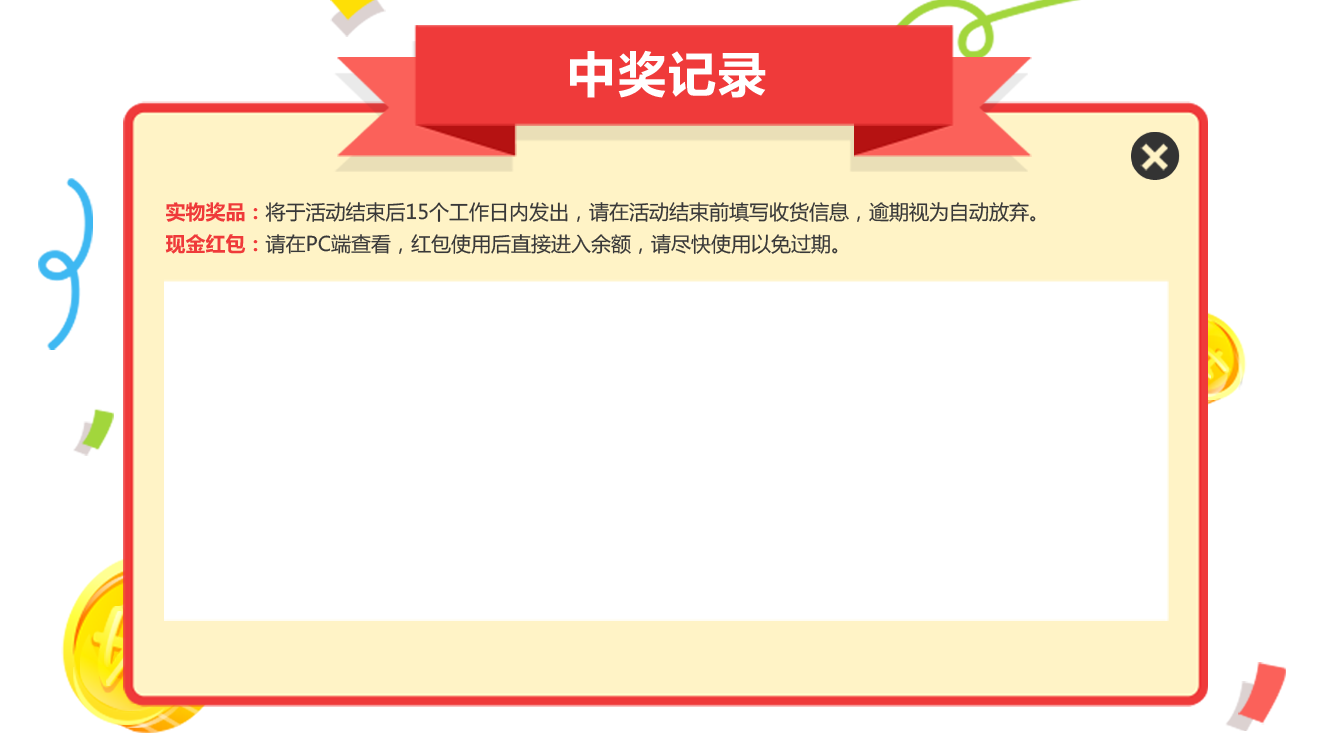 中奖记录
实物奖品：将于活动结束后15个工作日内发出，请在活动结束前填写收货信息，逾期视为自动放弃。
现金红包：请在PC端查看，红包使用后直接进入余额，请尽快使用以免过期。